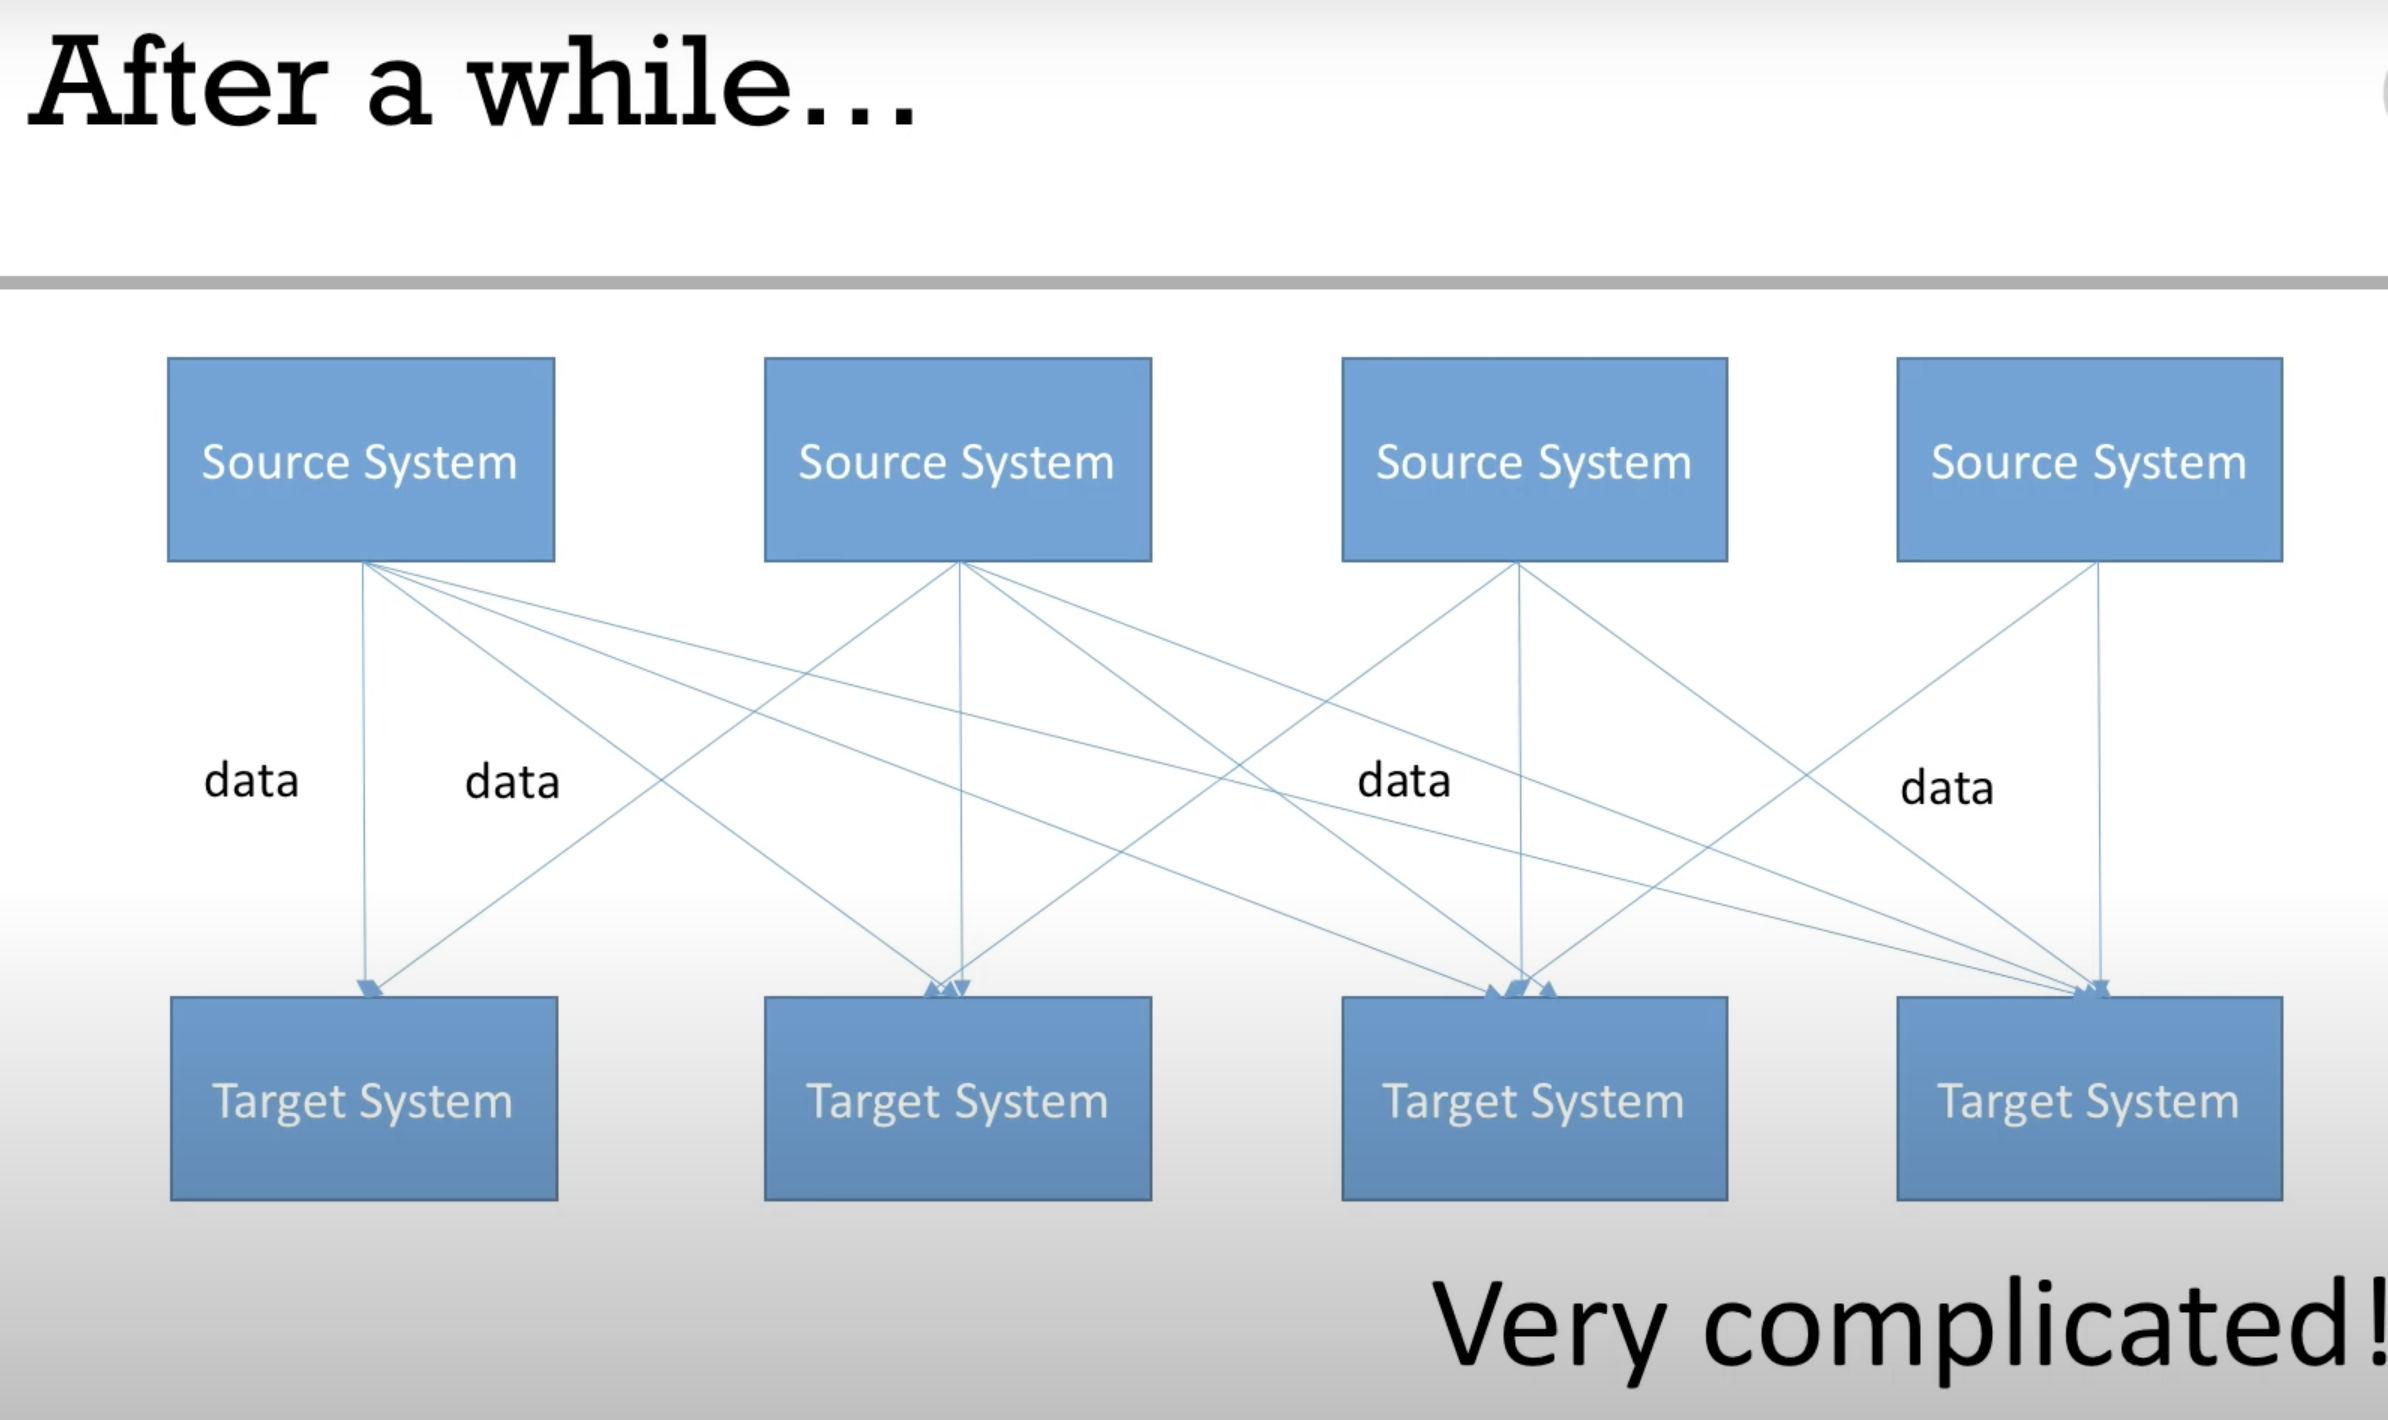 After a while...
Source System
Source System
Source System
Source System
data
data
data
data
Target System
Target System
Target System
Target System
Very complicated!